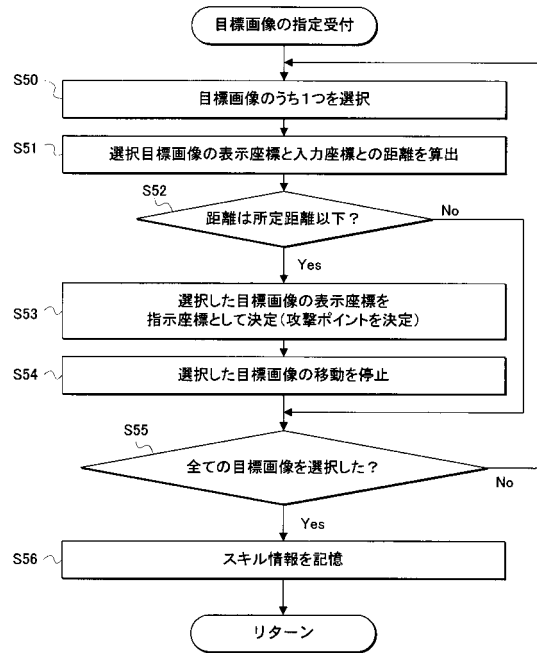 目標画像の指定受付
S50
目標画像のうち1つを選択
S51
選択目標画像の表示座標と入力座標との距離を算出
S52
距離は所定距離以下?
No
Yes
S53
選択した目標画像の表示座標を
指示座標として決定(攻撃ポイントを決定)
S54
選択した目標画像の移動を停止
S55
全ての目標画像を選択した?
No
Yes
S56
スキル情報を記憶
リターン